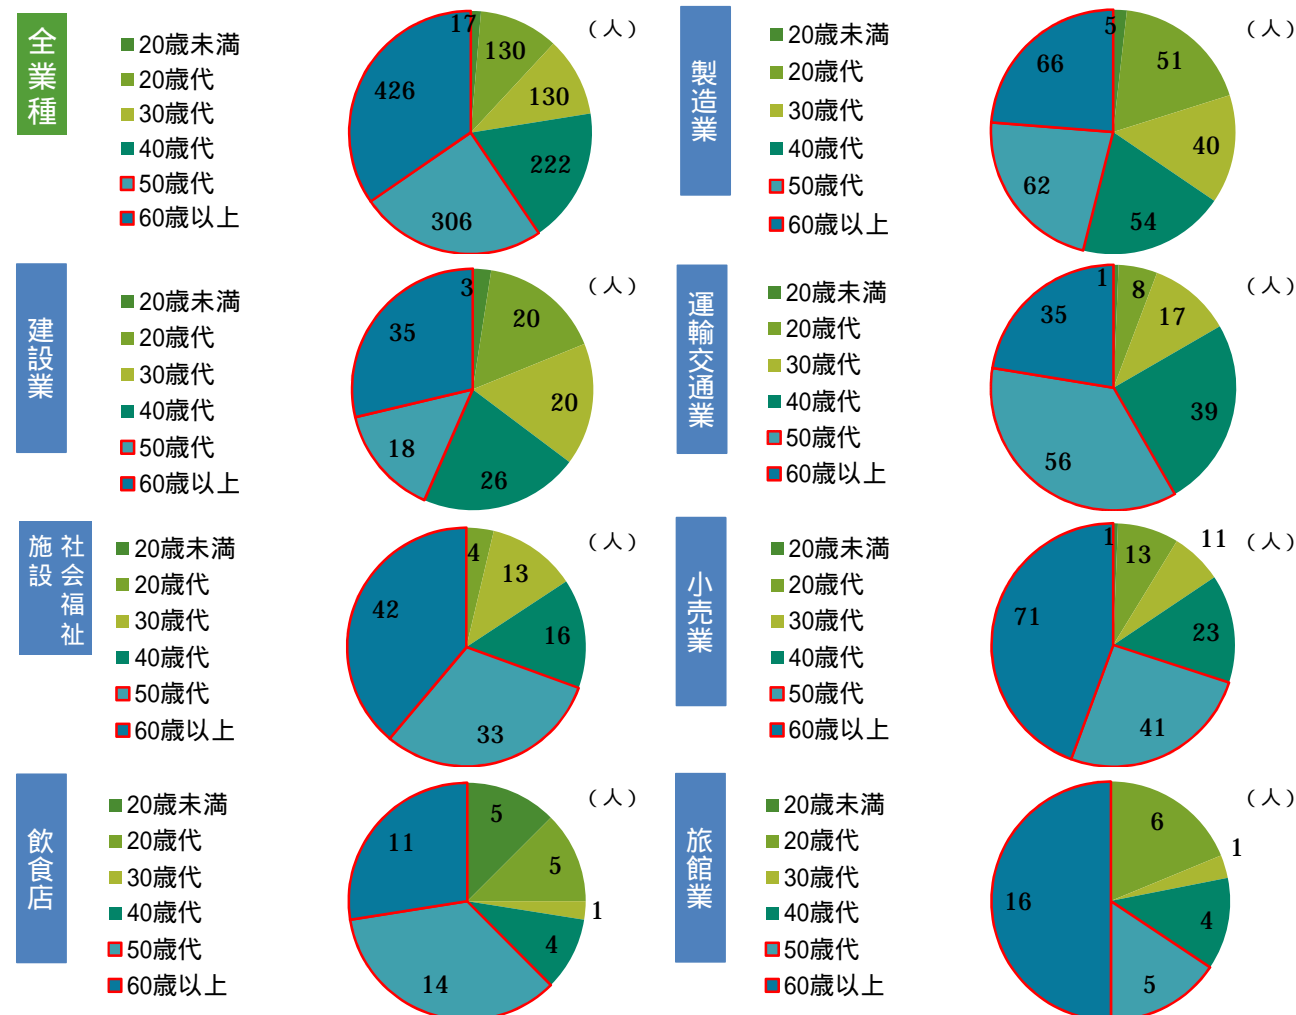 全業種
20歳未満
20歳代
30歳代
40歳代
50歳代
60歳以上
（人）
17
130
130
222
306
426
製造業
20歳未満
20歳代
30歳代
40歳代
50歳代
60歳以上
（人）
5
51
40
54
62
66
建設業
20歳未満
20歳代
30歳代
40歳代
50歳代
60歳以上
（人）
3
20
20
26
18
35
運輸交通業
20歳未満
20歳代
30歳代
40歳代
50歳代
60歳以上
（人）
1
8
17
39
56
35
社会福祉
施設
20歳未満
20歳代
30歳代
40歳代
50歳代
60歳以上
（人）
4
13
16
33
42
小売業
20歳未満
20歳代
30歳代
40歳代
50歳代
60歳以上
（人）
1
13
11
23
41
71
飲食店
20歳未満
20歳代
30歳代
40歳代
50歳代
60歳以上
（人）
5
5
1
4
14
11
旅館業
20歳未満
20歳代
30歳代
40歳代
50歳代
60歳以上
（人）
6
1
4
5
16